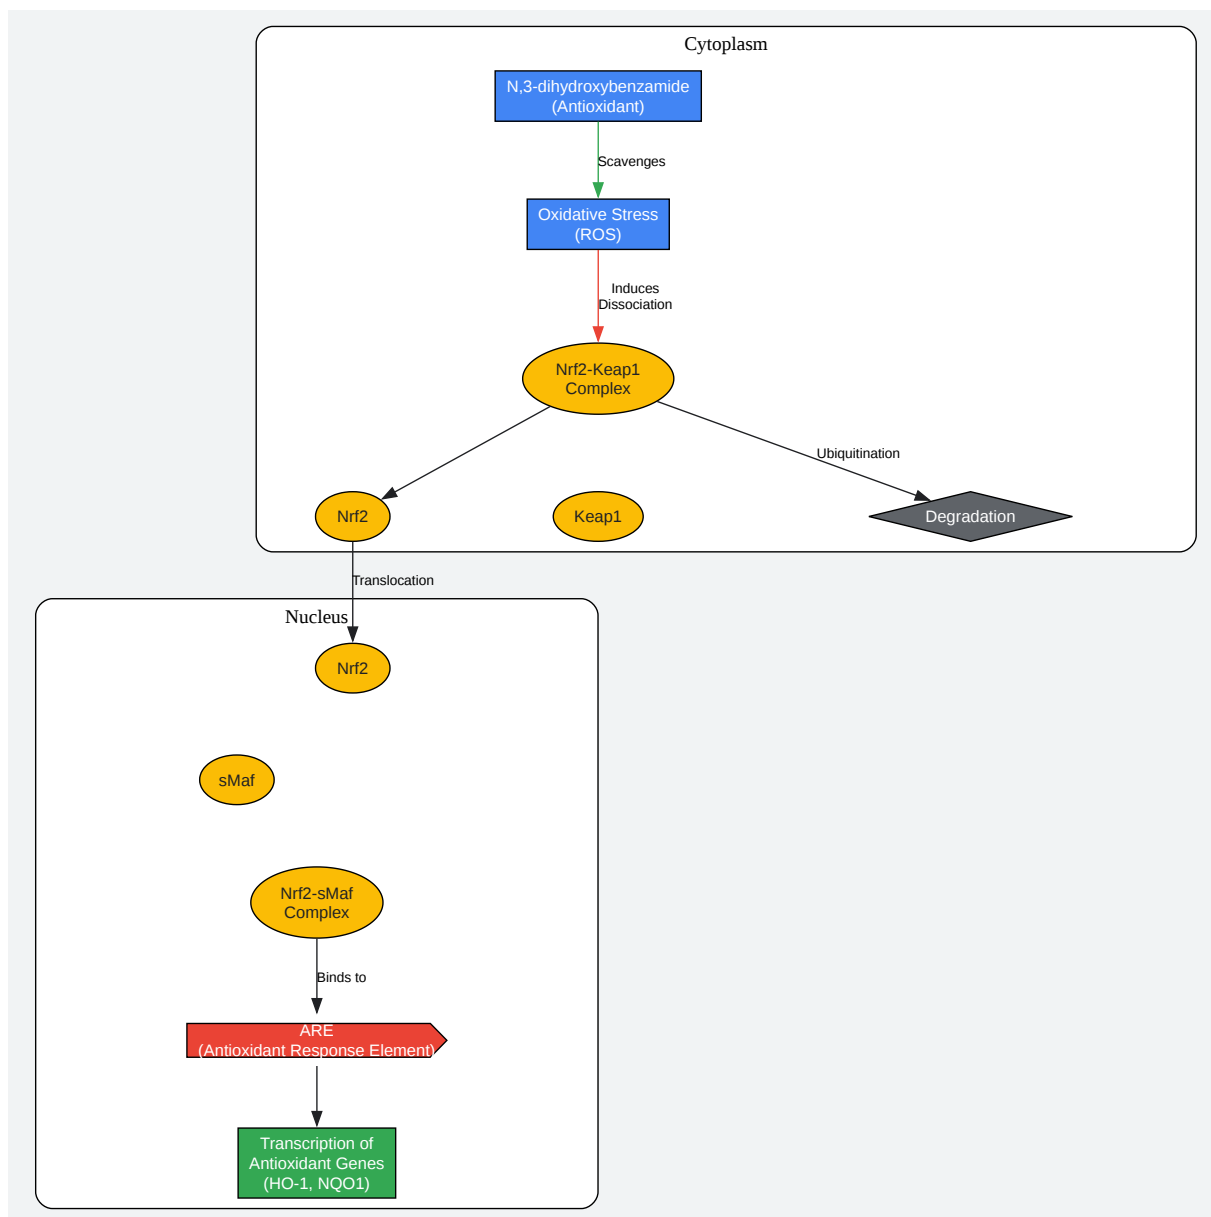 Cytoplasm
N,3-dihydroxybenzamide
(Antioxidant)
Scavenges
Oxidative Stress
(ROS)
Induces
Dissociation
Nrf2-Keap1
Complex
Ubiquitination
Nrf2
Keap1
Degradation
Translocation
Nucleus
Nrf2
sMaf
Nrf2-sMaf
Complex
Binds to
ARE
(Antioxidant Response Element)
Transcription of
Antioxidant Genes
(HO-1, NQO1)